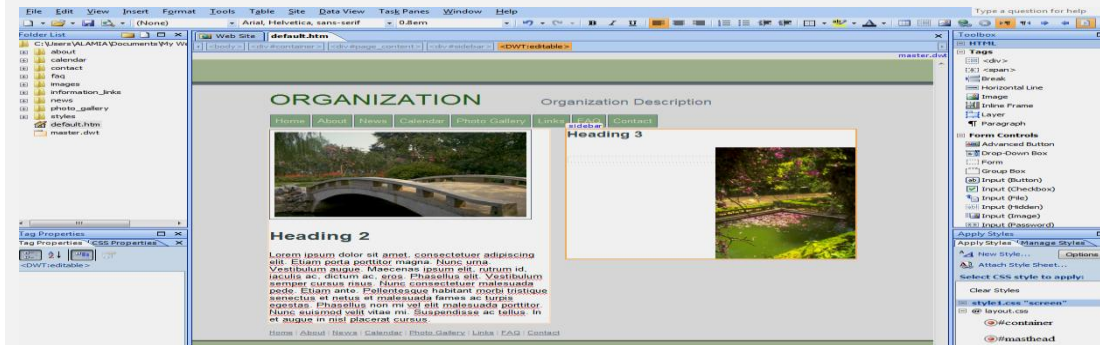 File Edit View Insert Format Tools Table Site Data View Task Panes Window Help Type a question for help
(None) Arial, Helvetica, sans-serif 0.8em B I U
Folder List
C:\Users\ALAMIA\Documents\My We
about
calendar
contact
faq
images
information_links
news
photo_gallery
styles
default.htm
master.dwt
Tag Properties
Tag Properties CSS Properties
<DWT:editable>
Web Site default.htm
<body> <div#container> <div#page_content> <div#sidebar> <DWT:editable>
master.dwt
ORGANIZATION Organization Description
Home About News Calendar Photo Gallery Links FAQ Contact
sidebar
Heading 3
Heading 2
Lorem ipsum dolor sit amet, consectetuer adipiscing
elit. Etiam porta porttitor magna. Nunc urna.
Vestibulum augue. Maecenas ipsum elit, rutrum id,
iaculis ac, dictum ac, eros. Phasellus elit. Vestibulum
semper cursus risus. Nunc consectetuer malesuada
pede. Etiam ante. Pellentesque habitant morbi tristique
senectus et netus et malesuada fames ac turpis
egestas. Phasellus non mi vel elit malesuada porttitor.
Nunc euismod velit vitae mi. Suspendisse ac tellus. In
et augue in nisl placerat cursus.
Home | About | News | Calendar | Photo Gallery | Links | FAQ | Contact
Toolbox
HTML
Tags
<div>
<span>
Break
Horizontal Line
Image
Inline Frame
Layer
Paragraph
Form Controls
Advanced Button
Drop-Down Box
Form
Group Box
Input (Button)
Input (Checkbox)
Input (File)
Input (Hidden)
Input (Image)
Input (Password)
Apply Styles
Apply Styles Manage Styles
New Style... Options
Attach Style Sheet...
Select CSS style to apply:
Clear Styles
style1.css "screen"
@ layout.css
#container
#masthead